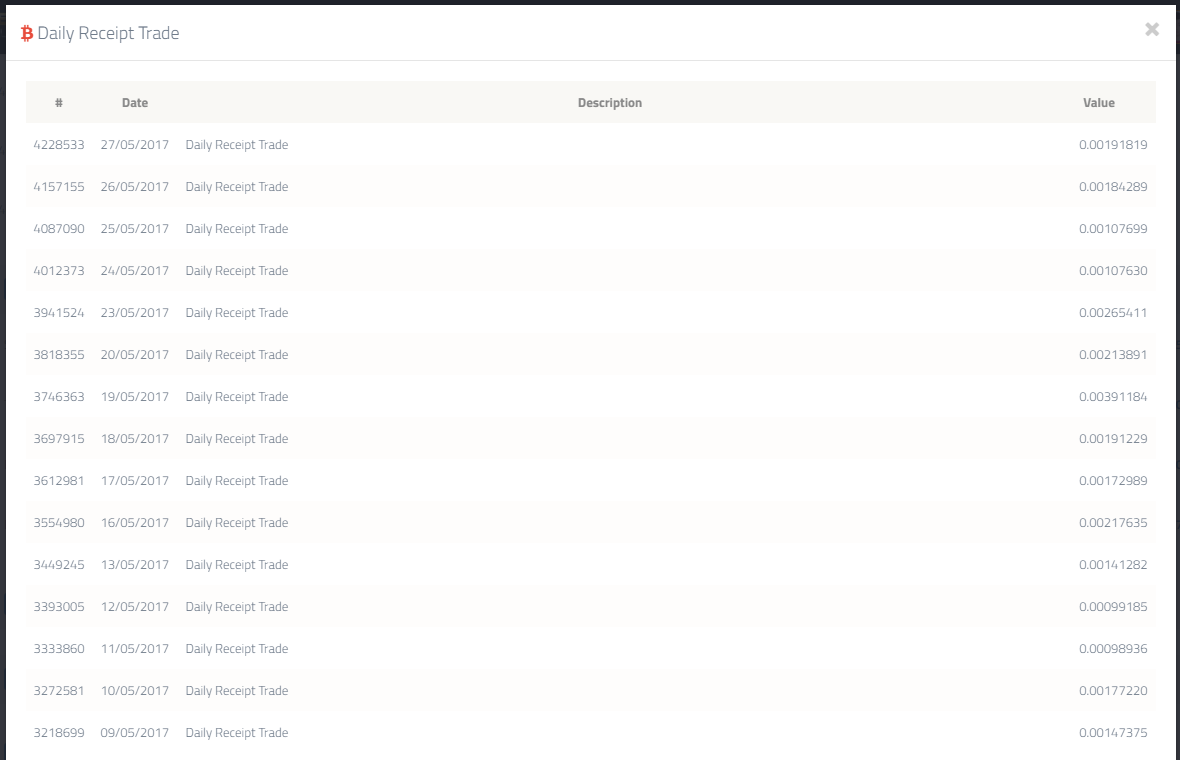 Daily Receipt Trade
# Date Description Value
4228533 27/05/2017 Daily Receipt Trade 0.00191819
4157155 26/05/2017 Daily Receipt Trade 0.00184289
4087090 25/05/2017 Daily Receipt Trade 0.00107699
4012373 24/05/2017 Daily Receipt Trade 0.00107630
3941524 23/05/2017 Daily Receipt Trade 0.00265411
3818355 20/05/2017 Daily Receipt Trade 0.00213891
3746363 19/05/2017 Daily Receipt Trade 0.00391184
3697915 18/05/2017 Daily Receipt Trade 0.00191229
3612981 17/05/2017 Daily Receipt Trade 0.00172989
3554980 16/05/2017 Daily Receipt Trade 0.00217635
3449245 13/05/2017 Daily Receipt Trade 0.00141282
3393005 12/05/2017 Daily Receipt Trade 0.00099185
3333860 11/05/2017 Daily Receipt Trade 0.00098936
3272581 10/05/2017 Daily Receipt Trade 0.00177220
3218699 09/05/2017 Daily Receipt Trade 0.00147375